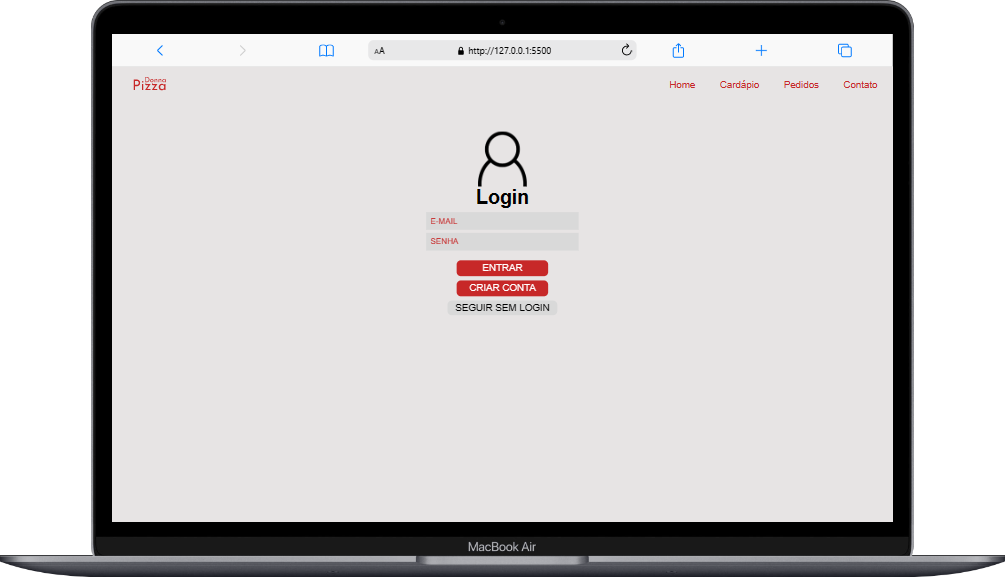 AA http://127.0.0.1:5500
Donna
Pizza
Home Cardápio Pedidos Contato
Login
E-MAIL
SENHA
ENTRAR
CRIAR CONTA
SEGUIR SEM LOGIN
MacBook Air